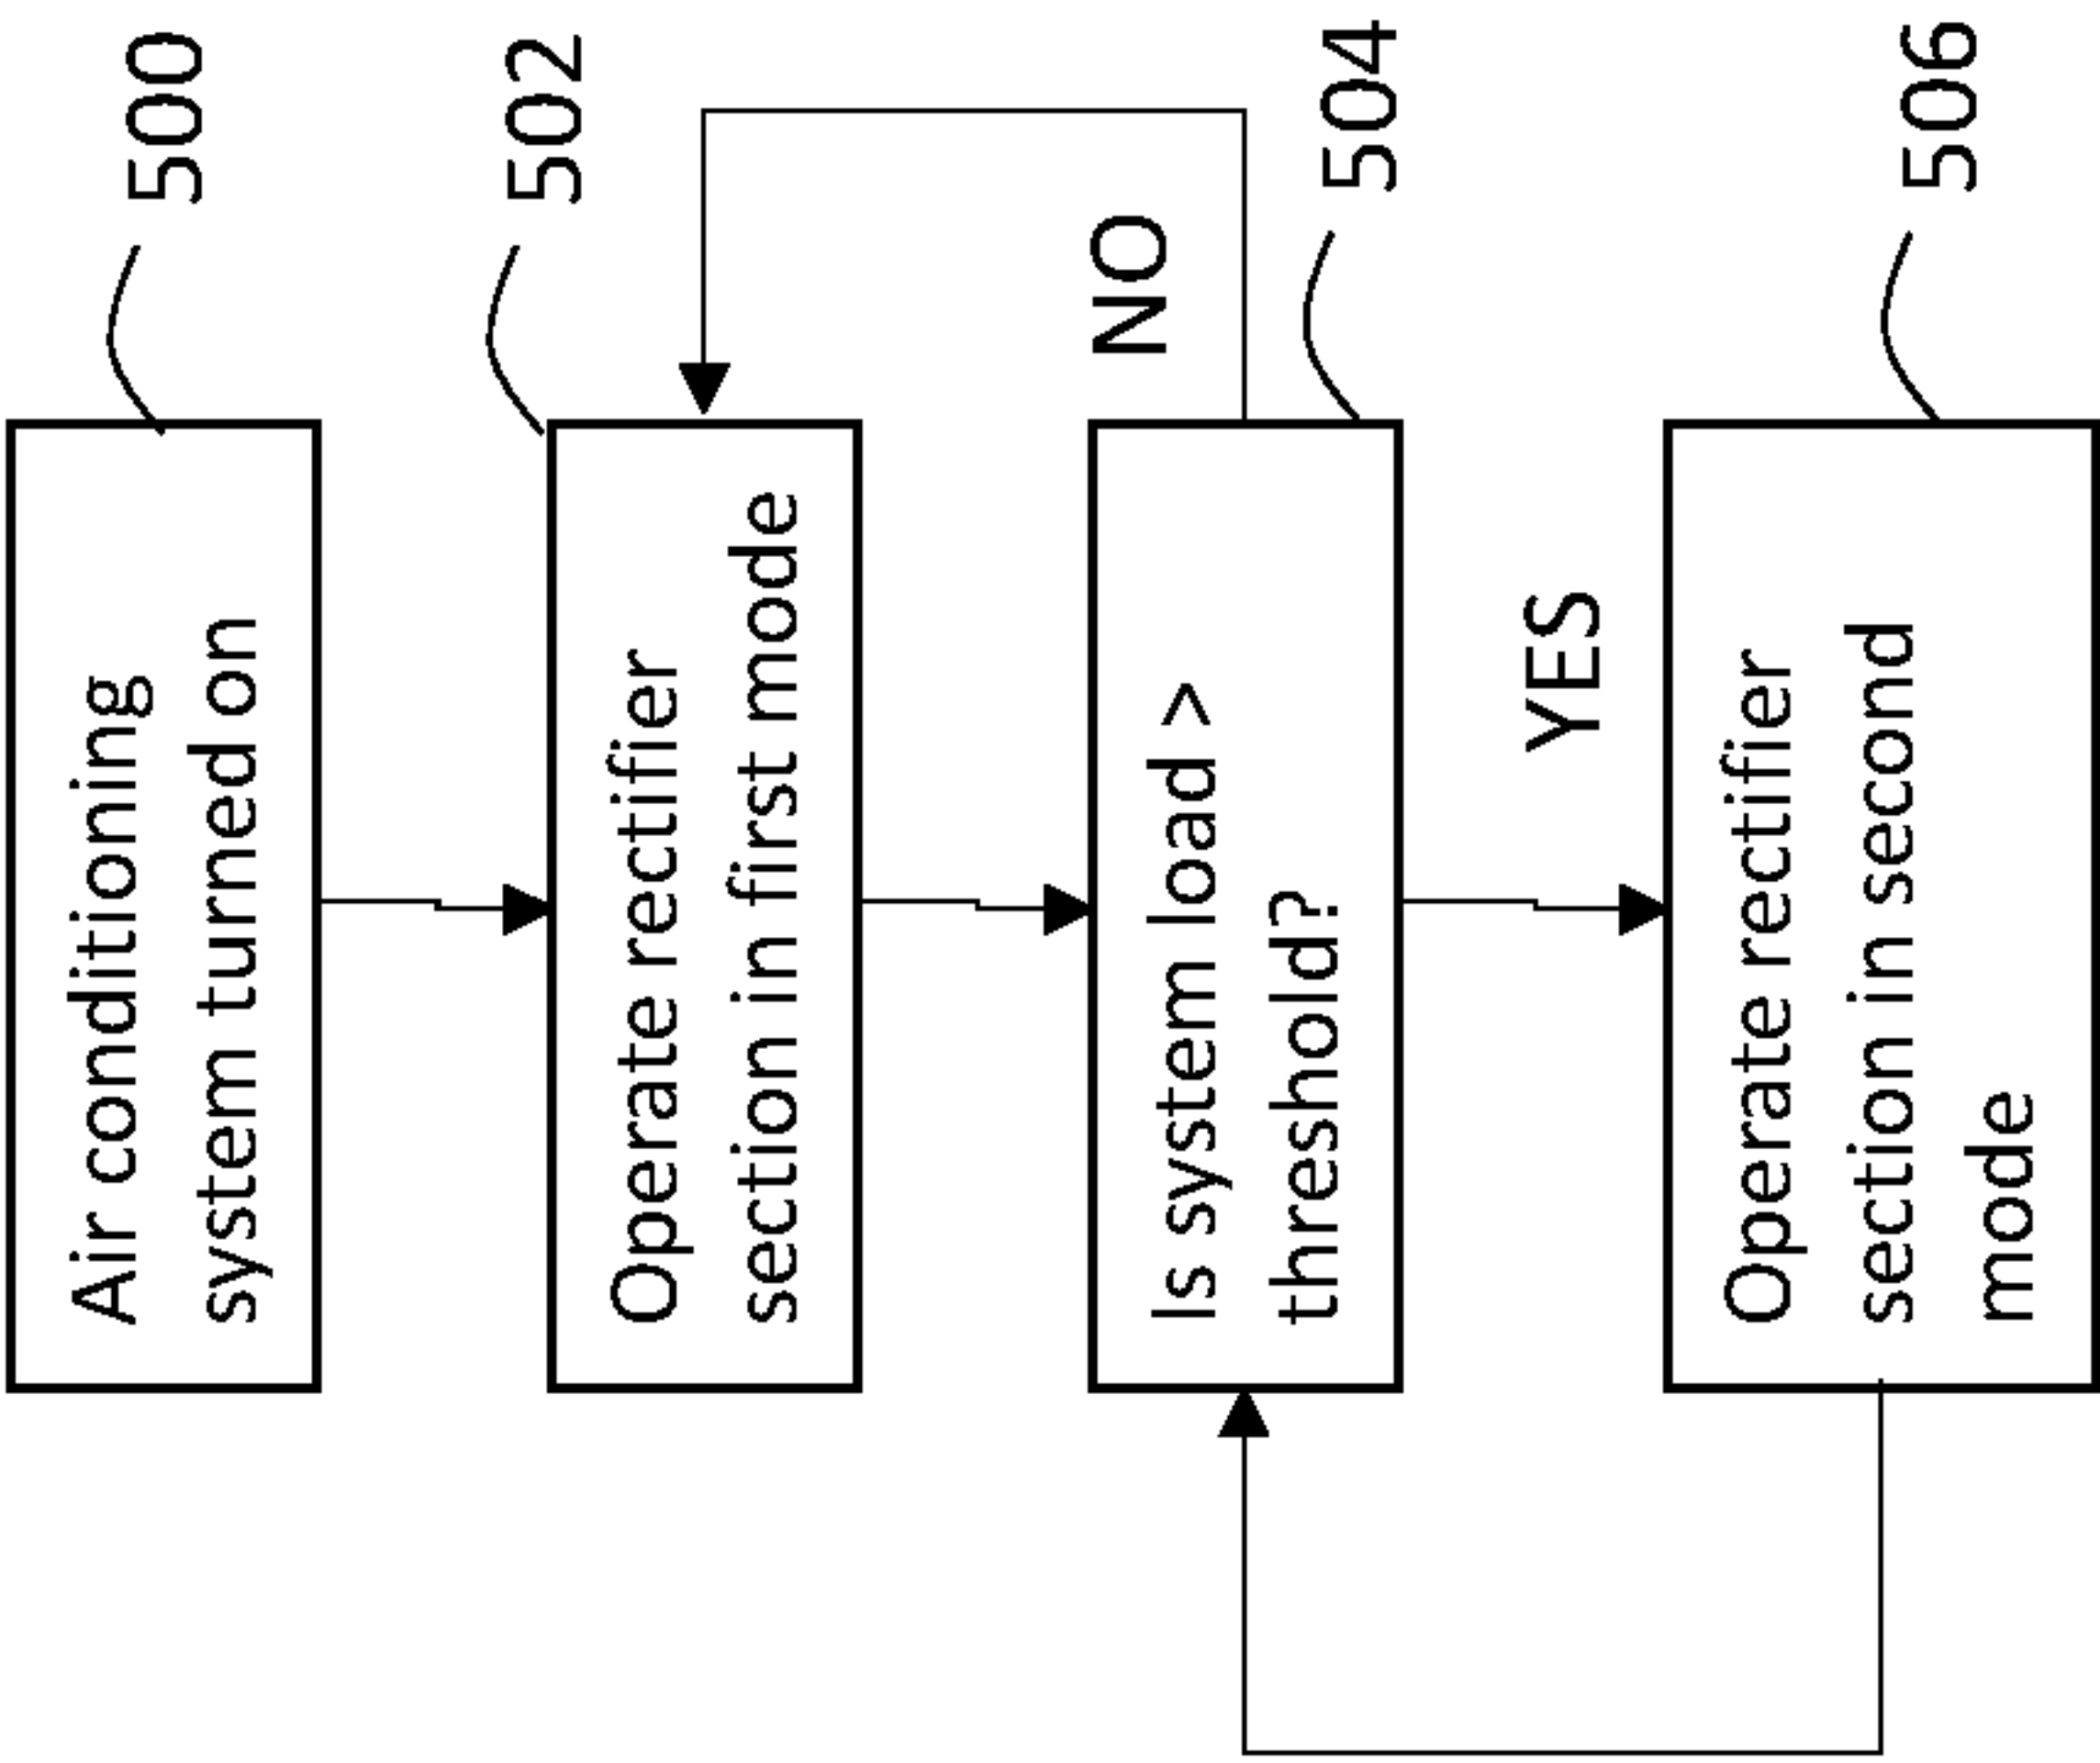 Air conditioning
system turned on
500
Operate rectifier
section in first mode
502
NO
Is system load >
threshold?
504
YES
Operate rectifier
section in second
mode
506